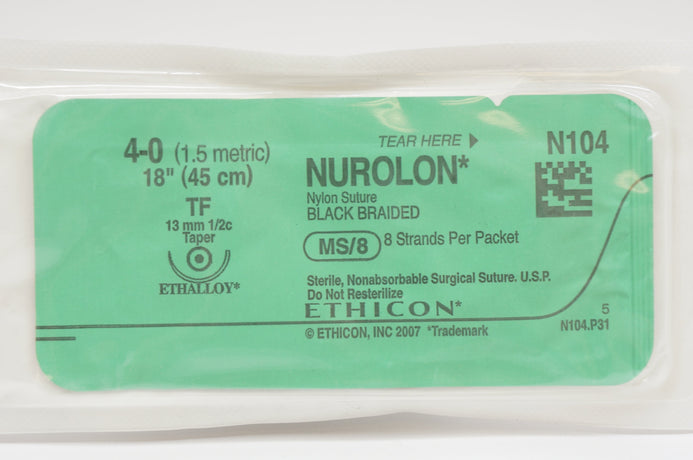 4-0 (1.5 metric)
18" (45 cm)
TF
13 mm 1/2c
Taper
ETHALLOY*
TEAR HERE
NUROLON*
Nylon Suture
BLACK BRAIDED
MS/8 8 Strands Per Packet
Sterile, Nonabsorbable Surgical Suture. U.S.P.
Do Not Resterilize
ETHICON*
© ETHICON, INC 2007 *Trademark
N104
5
N104.P31